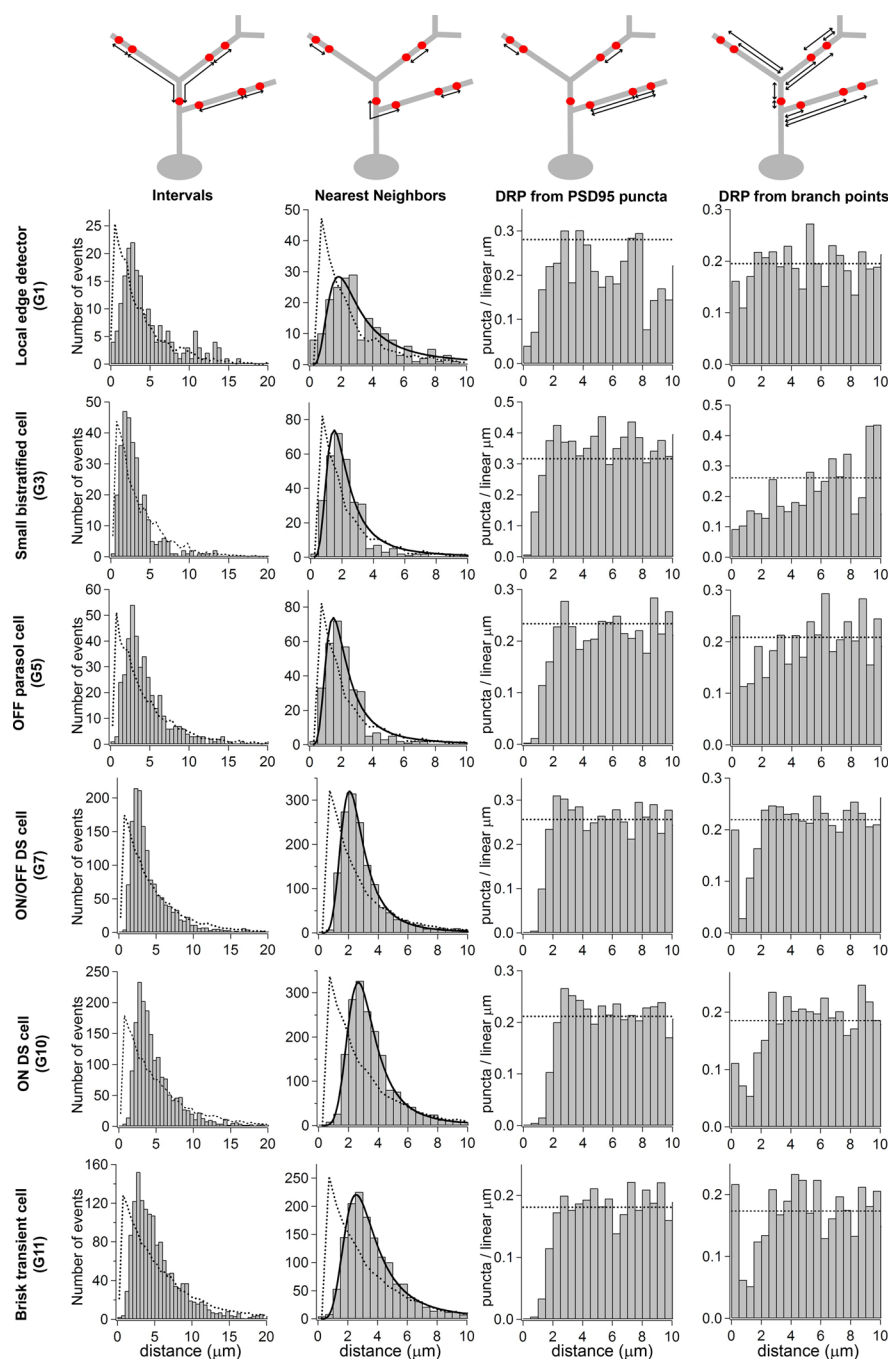 Intervals
Nearest Neighbors
DRP from PSD95 puncta
DRP from branch points
Local edge detector
(G1)
Number of events
25
20
15
10
5
0
0 5 10 15 20
50
40
30
20
10
0
0 2 4 6 8 10
puncta / linear μm
0.3
0.2
0.1
0.0
0 2 4 6 8 10
0.3
0.2
0.1
0.0
0 2 4 6 8 10
Small bistratified cell
(G3)
Number of events
50
40
30
20
10
0
0 5 10 15 20
80
60
40
20
0
0 2 4 6 8 10
puncta / linear μm
0.5
0.4
0.3
0.2
0.1
0.0
0 2 4 6 8 10
0.5
0.4
0.3
0.2
0.1
0.0
0 2 4 6 8 10
OFF parasol cell
(G5)
Number of events
60
50
40
30
20
10
0
0 5 10 15 20
80
60
40
20
0
0 2 4 6 8 10
puncta / linear μm
0.3
0.2
0.1
0.0
0 2 4 6 8 10
0.3
0.2
0.1
0.0
0 2 4 6 8 10
ON/OFF DS cell
(G7)
Number of events
200
150
100
50
0
0 5 10 15 20
300
200
100
0
0 2 4 6 8 10
puncta / linear μm
0.3
0.2
0.1
0.0
0 2 4 6 8 10
0.3
0.2
0.1
0.0
0 2 4 6 8 10
ON DS cell
(G10)
Number of events
250
200
150
100
50
0
0 5 10 15 20
300
200
100
0
0 2 4 6 8 10
puncta / linear μm
0.3
0.2
0.1
0.0
0 2 4 6 8 10
0.2
0.1
0.0
0 2 4 6 8 10
Brisk transient cell
(G11)
Number of events
160
120
80
40
0
0 5 10 15 20
distance (μm)
250
200
150
100
50
0
0 2 4 6 8 10
distance (μm)
puncta / linear μm
0.2
0.1
0.0
0 2 4 6 8 10
distance (μm)
0.2
0.1
0.0
0 2 4 6 8 10
distance (μm)